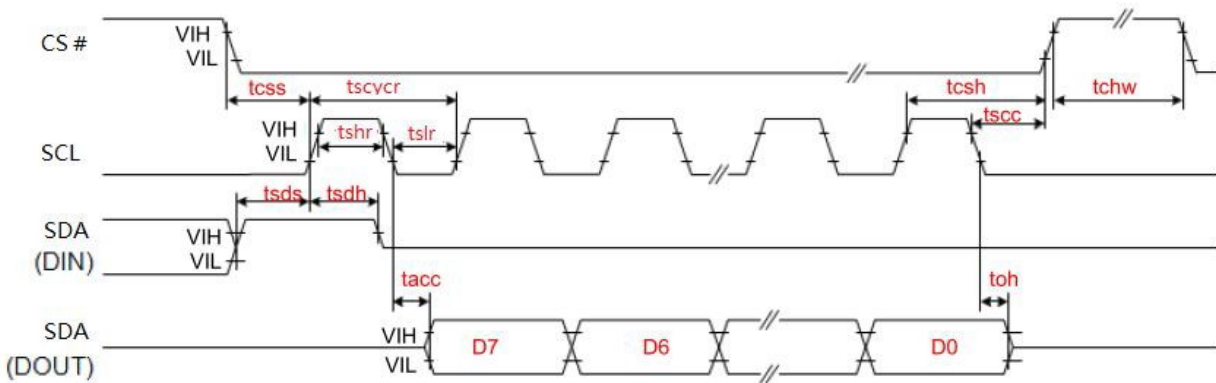 CS #
VIH
VIL
tcss
tscycr
tcsh
tchw
tscc
SCL
VIH
VIL
tshr
tslr
tsds
tsdh
SDA
(DIN)
VIH
VIL
tacc
toh
SDA
(DOUT)
VIH
VIL
D7
D6
D0